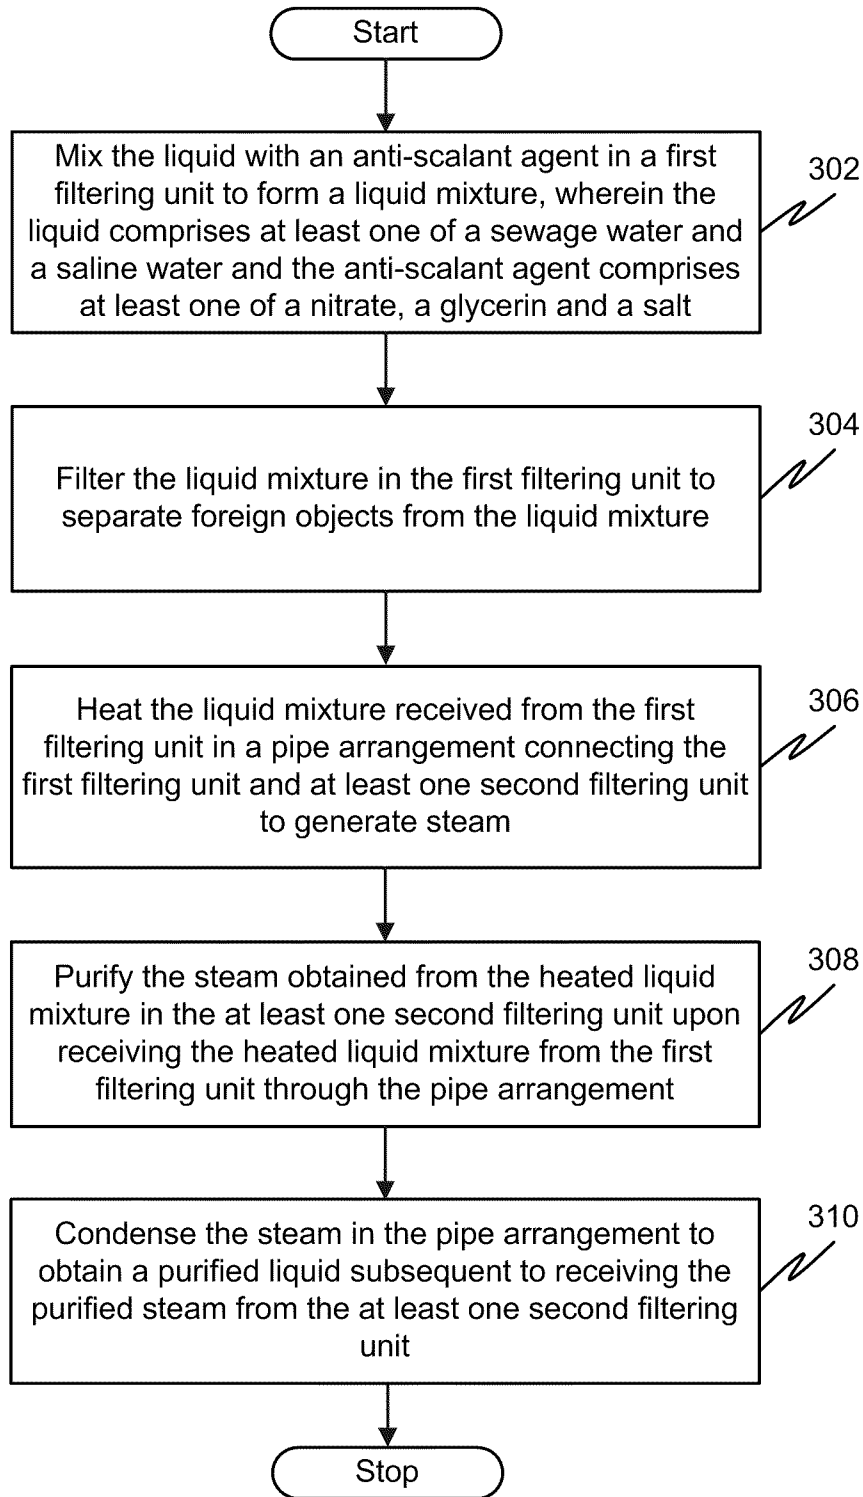 Start
Mix the liquid with an anti-scalant agent in a first
filtering unit to form a liquid mixture, wherein the
liquid comprises at least one of a sewage water and
a saline water and the anti-scalant agent comprises
at least one of a nitrate, a glycerin and a salt
302
Filter the liquid mixture in the first filtering unit to
separate foreign objects from the liquid mixture
304
Heat the liquid mixture received from the first
filtering unit in a pipe arrangement connecting the
first filtering unit and at least one second filtering unit
to generate steam
306
Purify the steam obtained from the heated liquid
mixture in the at least one second filtering unit upon
receiving the heated liquid mixture from the first
filtering unit through the pipe arrangement
308
Condense the steam in the pipe arrangement to
obtain a purified liquid subsequent to receiving the
purified steam from the at least one second filtering
unit
310
Stop